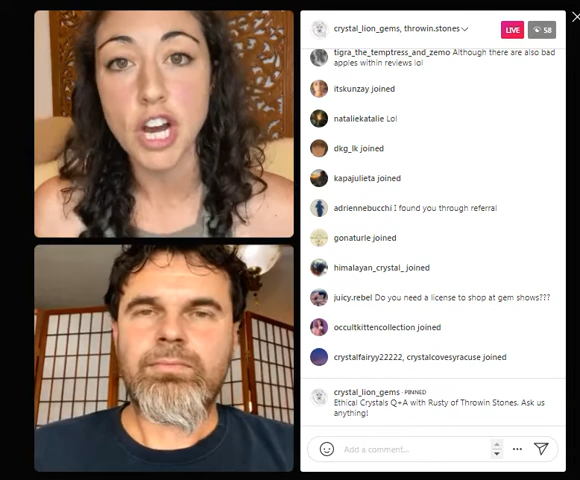 crystal_lion_gems, throwin.stones
LIVE
58
tigra_the_temptress_and_zemo Although there are also bad
apples within reviews lol
itskunzay joined
nataliekatalie Lol
dkg_lk joined
kapajulieta joined
adriennebucchi I found you through referral
gonaturle joined
himalayan_crystal_ joined
juicy.rebel Do you need a license to shop at gem shows???
occultkittencollection joined
crystalfairyy22222, crystalcovesyracuse joined
crystal_lion_gems · PINNED
Ethical Crystals Q+A with Rusty of Throwin Stones. Ask us
anything!
Add a comment...